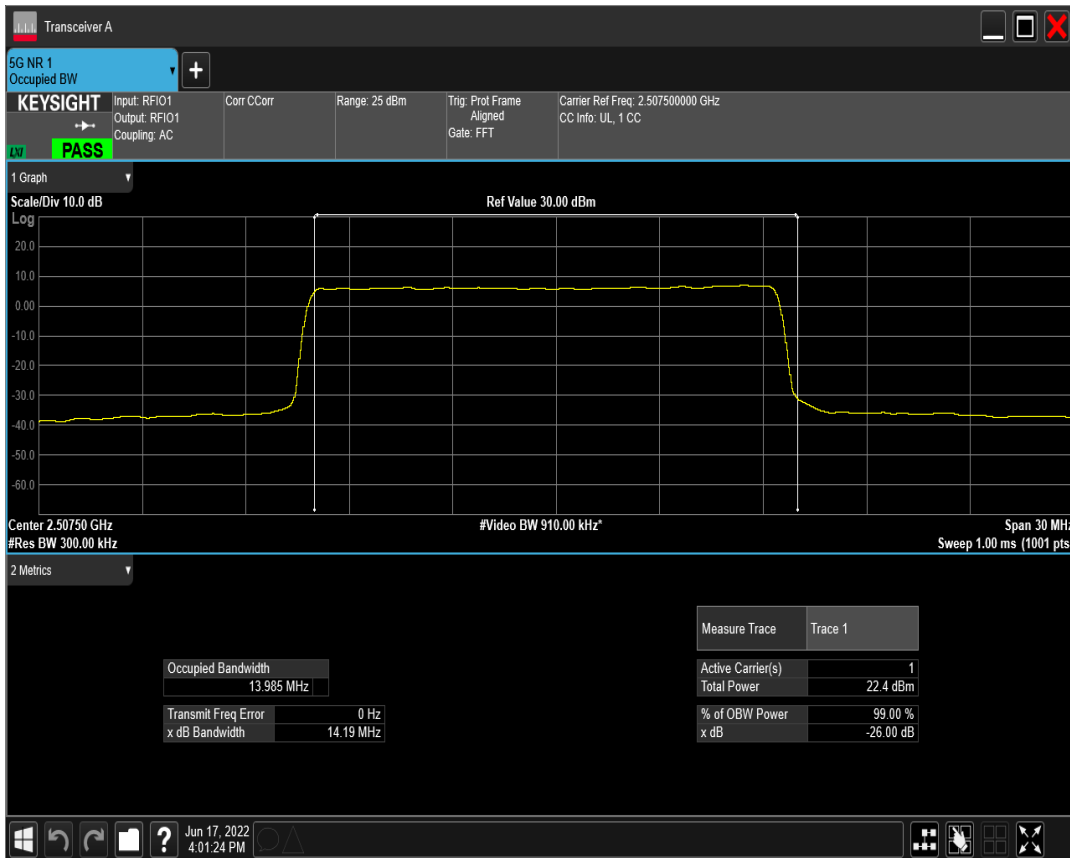 Transceiver A
5G NR 1
Occupied BW
KEYSIGHT
LXI
PASS
Input: RFIO1
Output: RFIO1
Coupling: AC
Corr CCorr
Range: 25 dBm
Trig: Prot Frame
Aligned
Gate: FFT
Carrier Ref Freq: 2.507500000 GHz
CC Info: UL, 1 CC
1 Graph
Scale/Div 10.0 dB
Ref Value 30.00 dBm
Log
20.0
10.0
0.00
-10.0
-20.0
-30.0
-40.0
-50.0
-60.0
Center 2.50750 GHz
#Video BW 910.00 kHz*
Span 30 MHz
#Res BW 300.00 kHz
Sweep 1.00 ms (1001 pts
2 Metrics
Measure Trace Trace 1
Occupied Bandwidth
13.985 MHz
Active Carrier(s) 1
Total Power 22.4 dBm
Transmit Freq Error 0 Hz
x dB Bandwidth 14.19 MHz
% of OBW Power 99.00 %
x dB -26.00 dB
?
Jun 17, 2022
4:01:24 PM